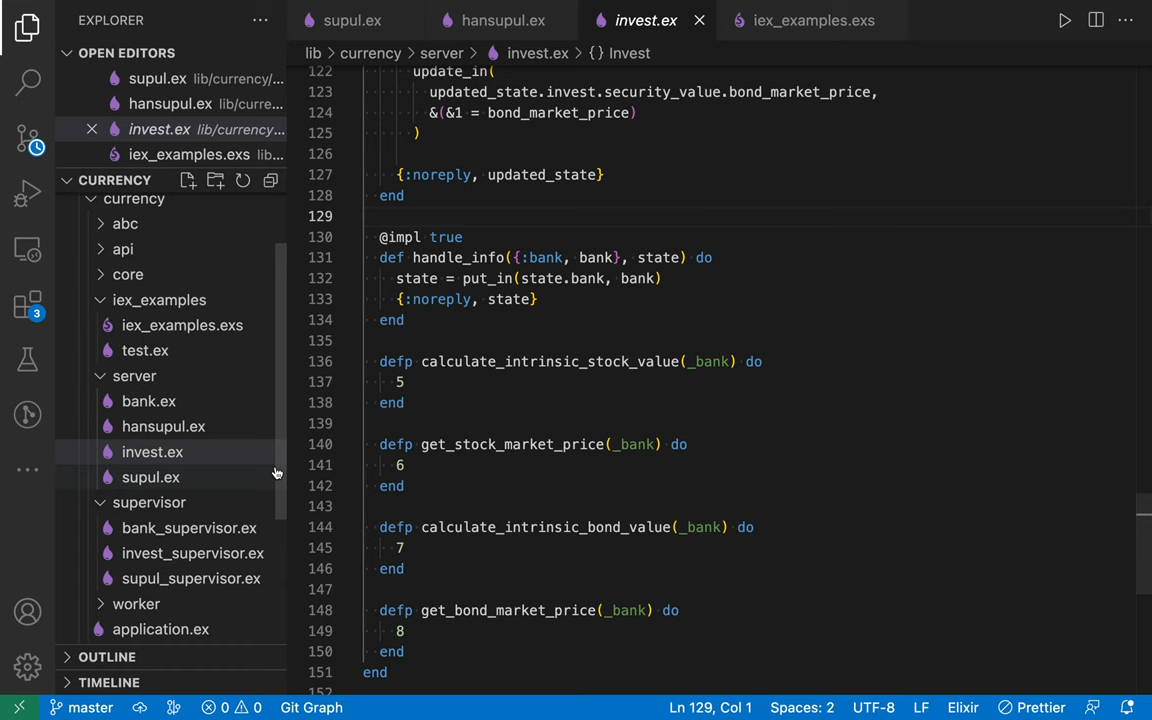 EXPLORER
OPEN EDITORS
supul.ex lib/currency/...
hansupul.ex lib/curre...
invest.ex lib/currency...
iex_examples.exs lib...
CURRENCY
currency
abc
api
core
iex_examples
iex_examples.exs
test.ex
server
bank.ex
hansupul.ex
invest.ex
supul.ex
supervisor
bank_supervisor.ex
invest_supervisor.ex
supul_supervisor.ex
worker
application.ex
OUTLINE
TIMELINE
3
supul.ex hansupul.ex invest.ex iex_examples.exs
lib > currency > server > invest.ex > {} Invest
122 update_in(
123 updated_state.invest.security_value.bond_market_price,
124 &(&1 = bond_market_price)
125 )
126
127 {:noreply, updated_state}
128 end
129
130 @impl true
131 def handle_info({:bank, bank}, state) do
132 state = put_in(state.bank, bank)
133 {:noreply, state}
134 end
135
136 defp calculate_intrinsic_stock_value(_bank) do
137 5
138 end
139
140 defp get_stock_market_price(_bank) do
141 6
142 end
143
144 defp calculate_intrinsic_bond_value(_bank) do
145 7
146 end
147
148 defp get_bond_market_price(_bank) do
149 8
150 end
151 end
152
master 0 0 Git Graph Ln 129, Col 1 Spaces: 2 UTF-8 LF Elixir Prettier